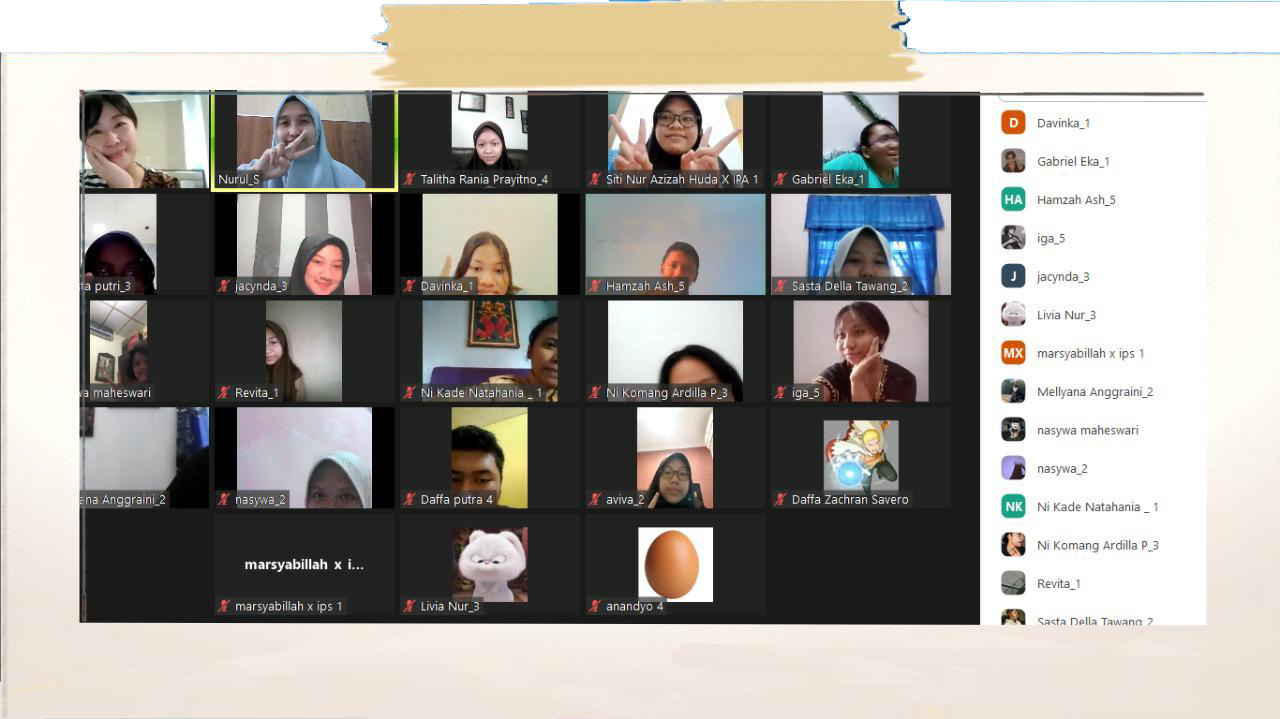 Nurul_S
Talitha Rania Prayitno_4
Siti Nur Azizah Huda X IPA 1
Gabriel Eka_1
putri_3
jacynda_3
Davinka_1
Hamzah Ash_5
Sasta Della Tawang_2
maheswari
Revita_1
Ni Kade Natahania _ 1
Ni Komang Ardilla P_3
iga_5
Anggraini_2
nasywa_2
Daffa putra 4
aviva_2
Daffa Zachran Savero
marsyabillah x i...
marsyabillah x ips 1
Livia Nur_3
anandyo 4
D Davinka_1
Gabriel Eka_1
HA Hamzah Ash_5
iga_5
J jacynda_3
Livia Nur_3
MX marsyabillah x ips 1
Mellyana Anggraini_2
nasywa maheswari
nasywa_2
NK Ni Kade Natahania _ 1
Ni Komang Ardilla P_3
Revita_1
Sasta Della Tawang_2